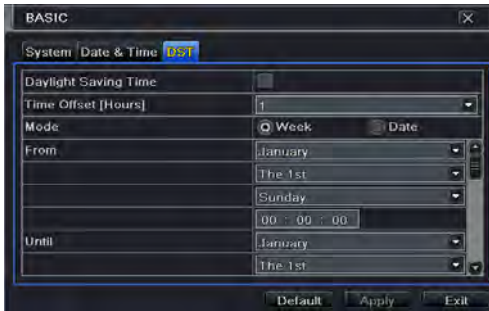 BASIC
System Date & Time DST
Daylight Saving Time
Time Offset [Hours] 1
Mode Week Date
From January
The 1st
Sunday
00 : 00 : 00
Until January
The 1st
Default Apply Exit